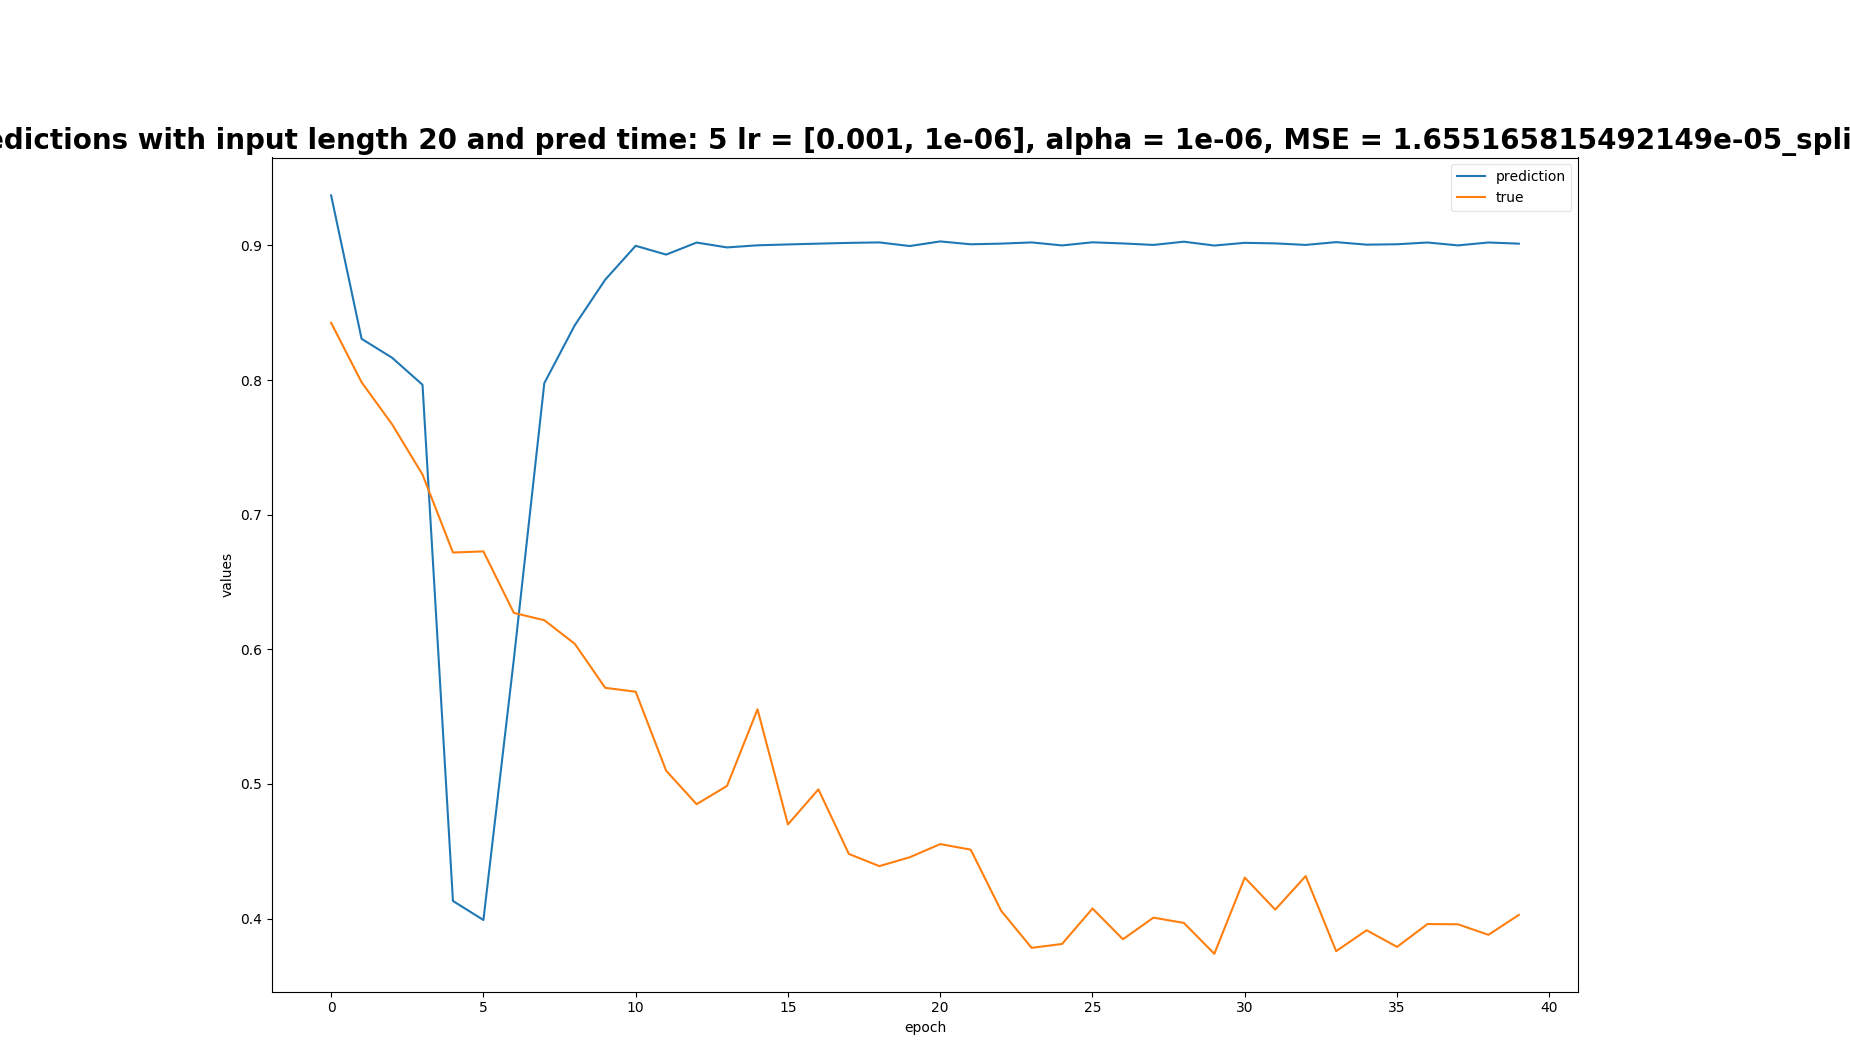 edictions with input length 20 and pred time: 5 lr = [0.001, 1e-06], alpha = 1e-06, MSE = 1.655165815492149e-05_spli
prediction
true
0.9
0.8
0.7
0.6
0.5
0.4
values
0 5 10 15 20 25 30 35 40
epoch